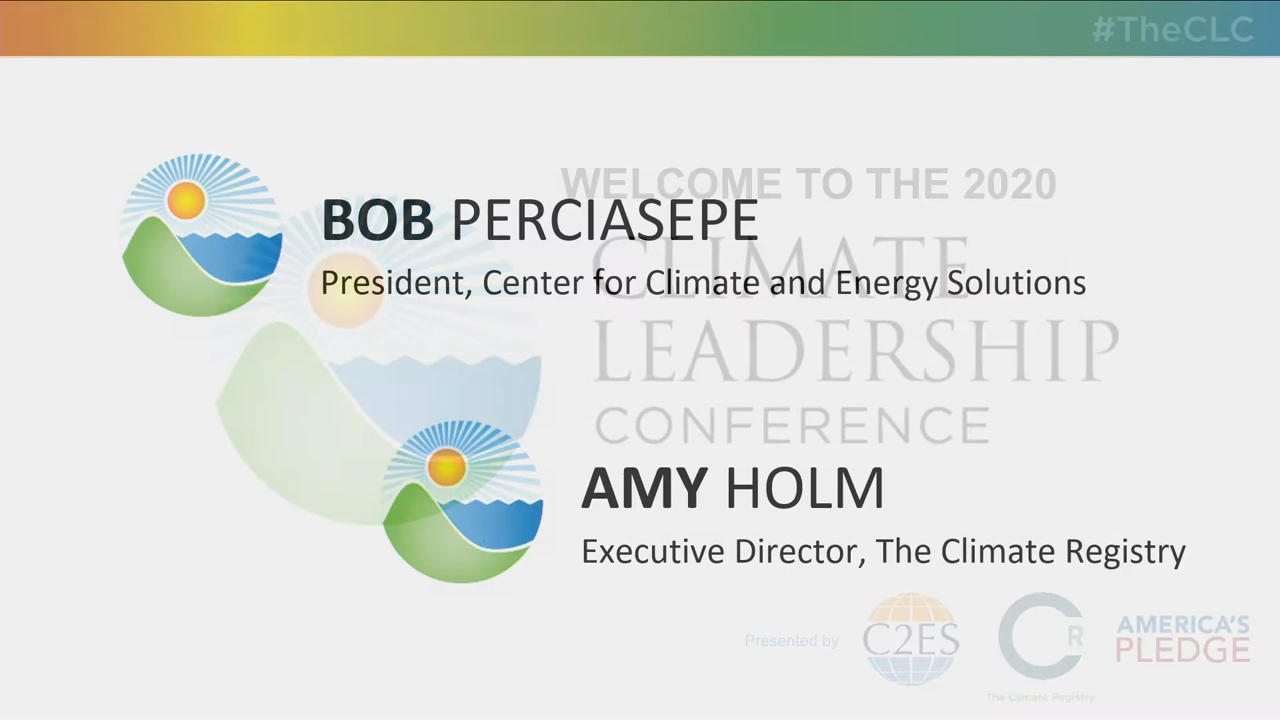 #TheCLC
WELCOME TO THE 2020
BOB PERCIASEPE
CLIMATE
President, Center for Climate and Energy Solutions
LEADERSHIP
CONFERENCE
AMY HOLM
Executive Director, The Climate Registry
Presented by
C2ES
CR
AMERICA'S
PLEDGE
The Climate Registry